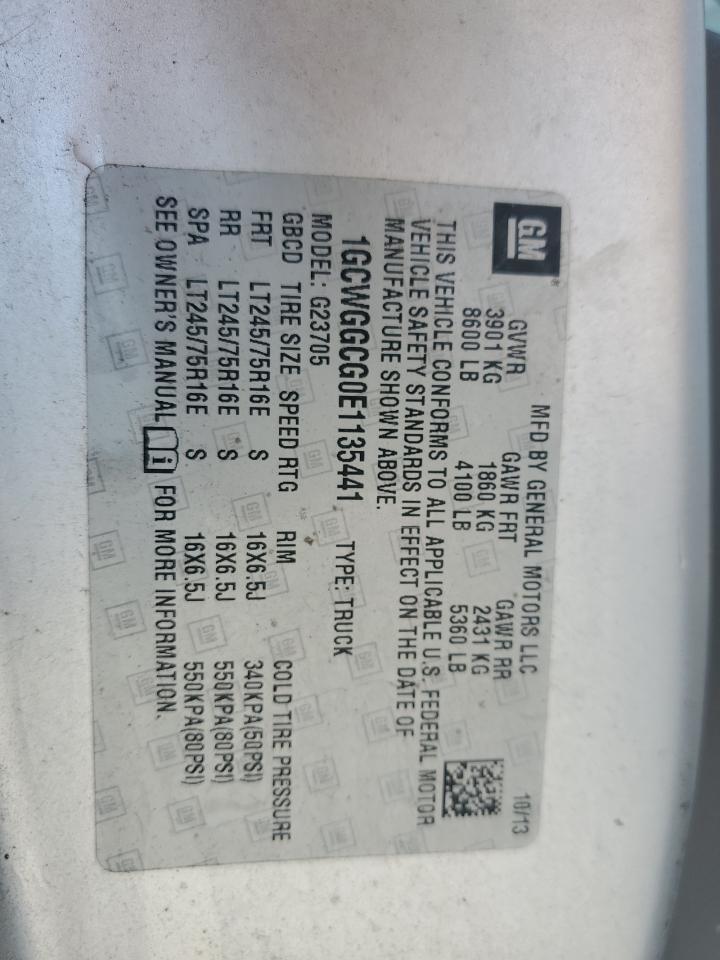 GM
MFD BY GENERAL MOTORS LLC 10/13
GVWR GAWR FRT GAWR RR
3901 KG 1860 KG 2431 KG
8600 LB 4100 LB 5360 LB
THIS VEHICLE CONFORMS TO ALL APPLICABLE U.S. FEDERAL MOTOR
VEHICLE SAFETY STANDARDS IN EFFECT ON THE DATE OF
MANUFACTURE SHOWN ABOVE.
1GCWGGCG0E1135441 TYPE: TRUCK
MODEL: G23705
GBCD TIRE SIZE SPEED RTG RIM COLD TIRE PRESSURE
FRT LT245/75R16E S 16X6.5J 340KPA(50PSI)
RR LT245/75R16E S 16X6.5J 550KPA(80PSI)
SPA LT245/75R16E S 16X6.5J 550KPA(80PSI)
SEE OWNER'S MANUAL i FOR MORE INFORMATION.